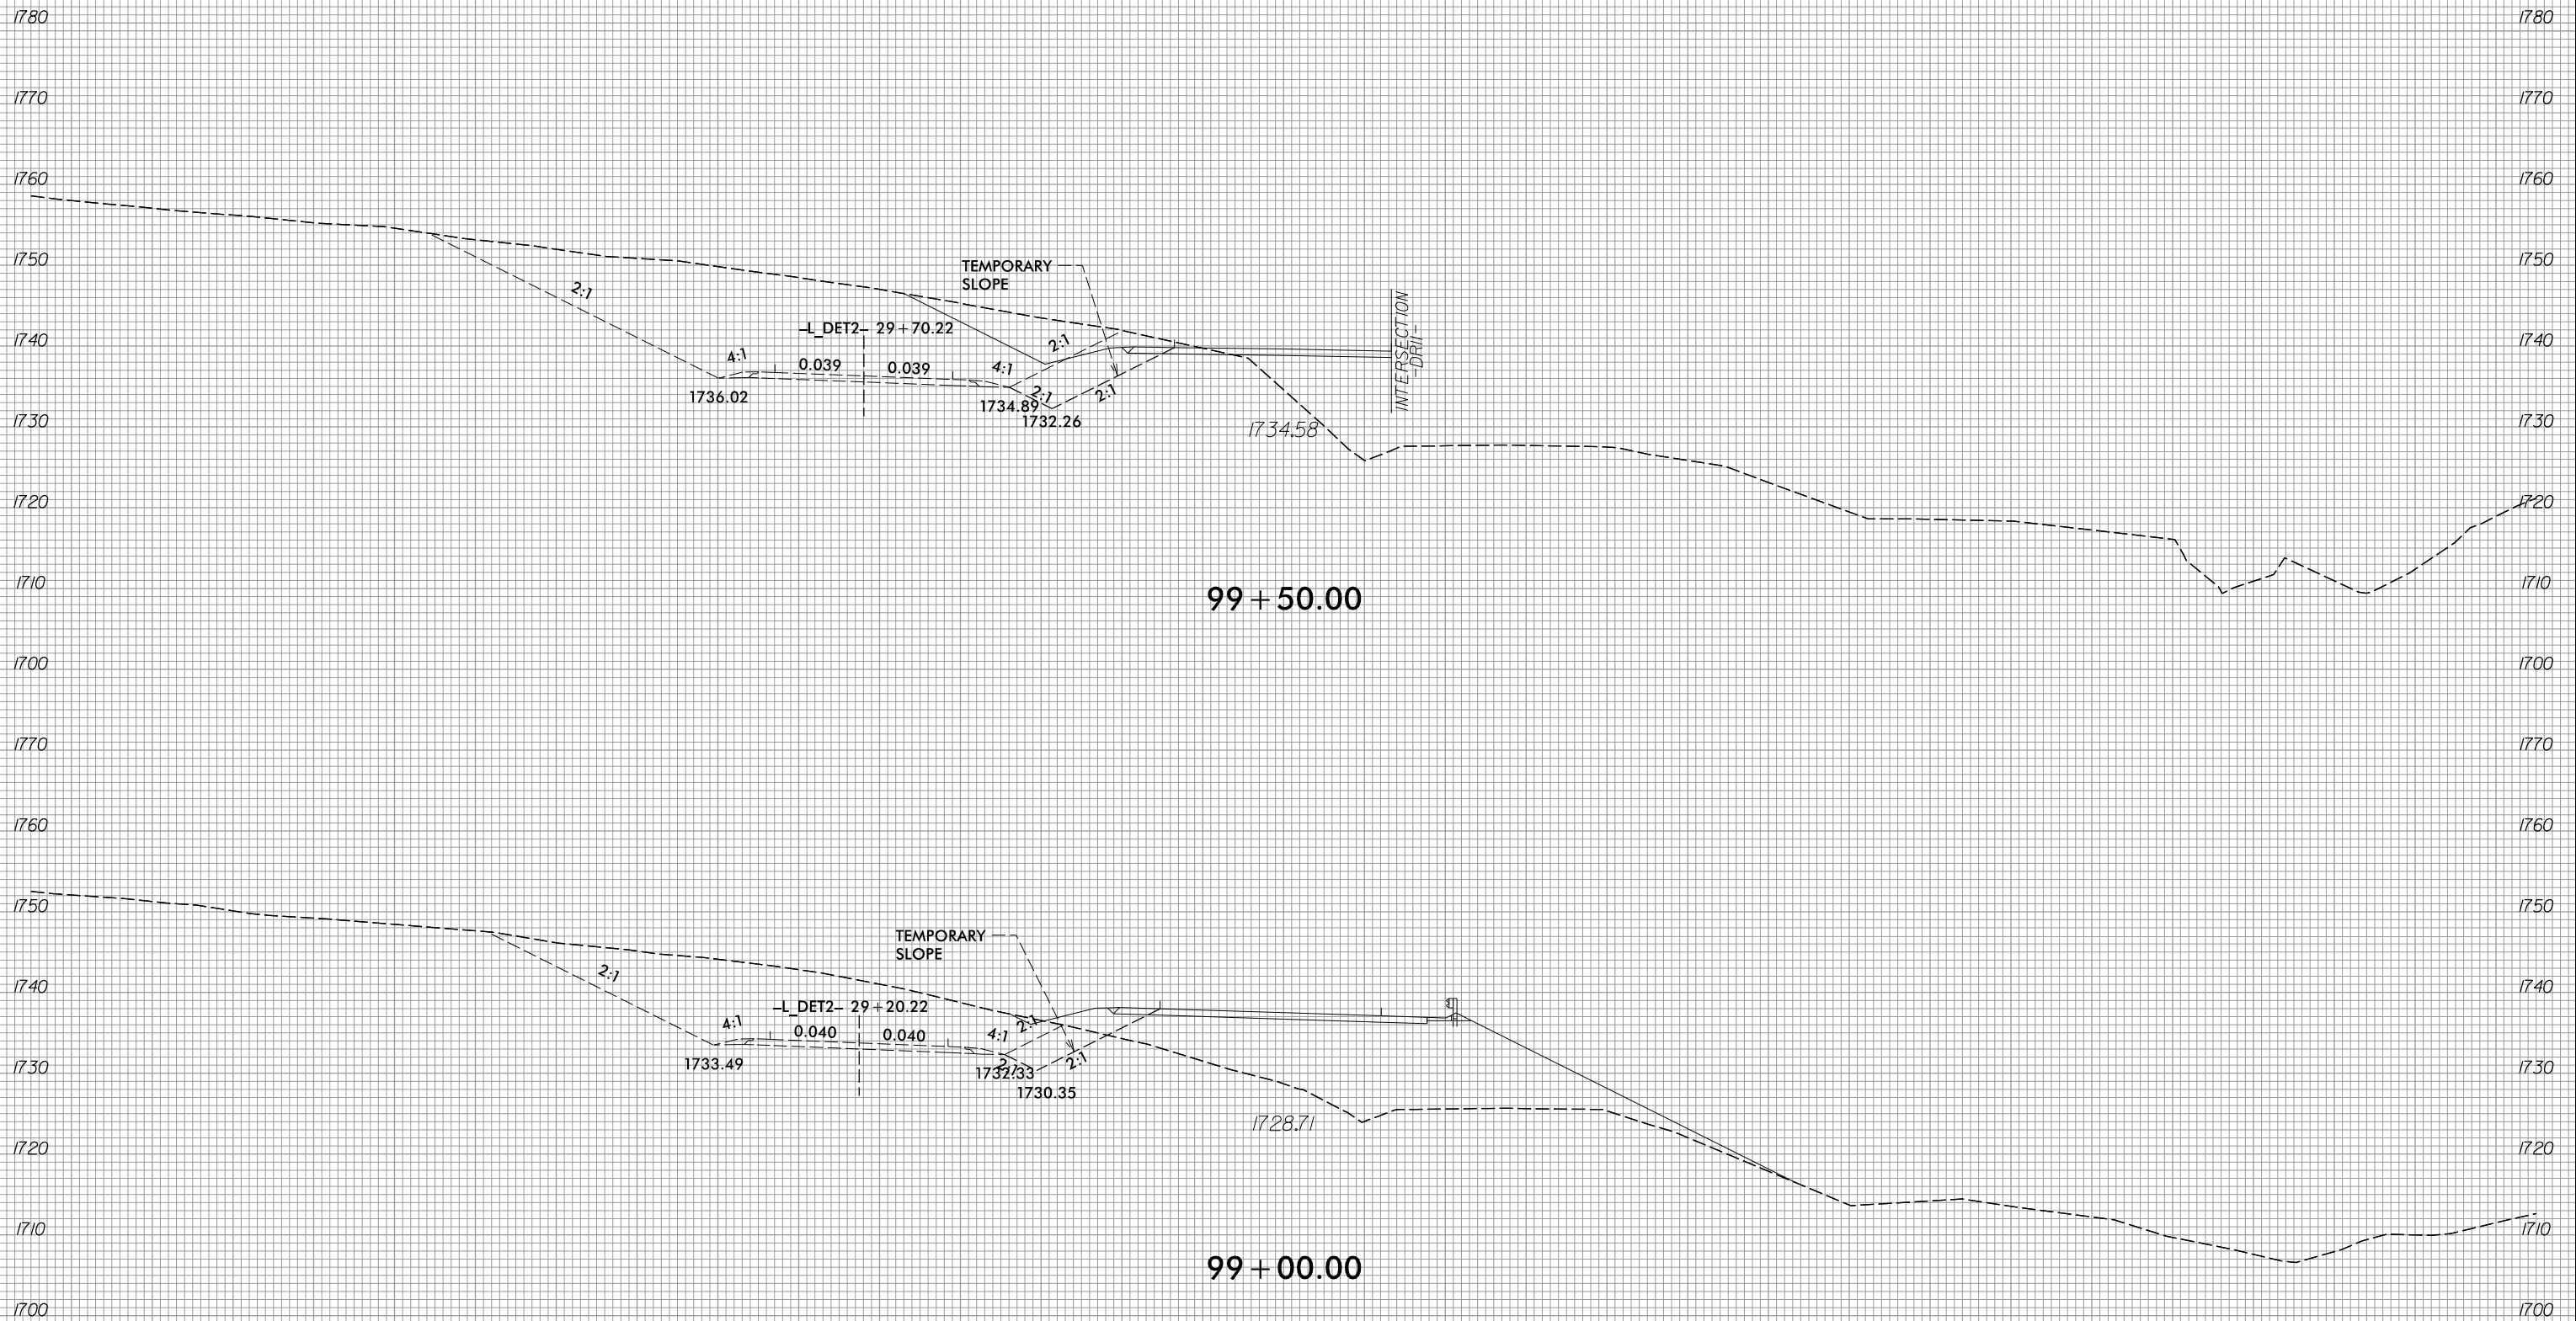 1780 1780
1770 1770
1760 1760
1750 1750
TEMPORARY
SLOPE
2:1
–L_DET2– 29+70.22
1740 1740
2:1
INTERSECTION
-DR11-
4:1 0.039 0.039 4:1
1736.02 2:1 2:1
1734.89
1732.26
1730 1730
1734.58
1720 1720
1710 1710
99+50.00
1700 1700
1770 1770
1760 1760
1750 1750
TEMPORARY
SLOPE
2:1
1740 1740
–L_DET2– 29+20.22
4:1 0.040 0.040 4:1 2:1
1733.49 2:1 2:1
1732.33
1730 1730
1730.35
1728.71
1720 1720
1710 1710
99+00.00
1700 1700